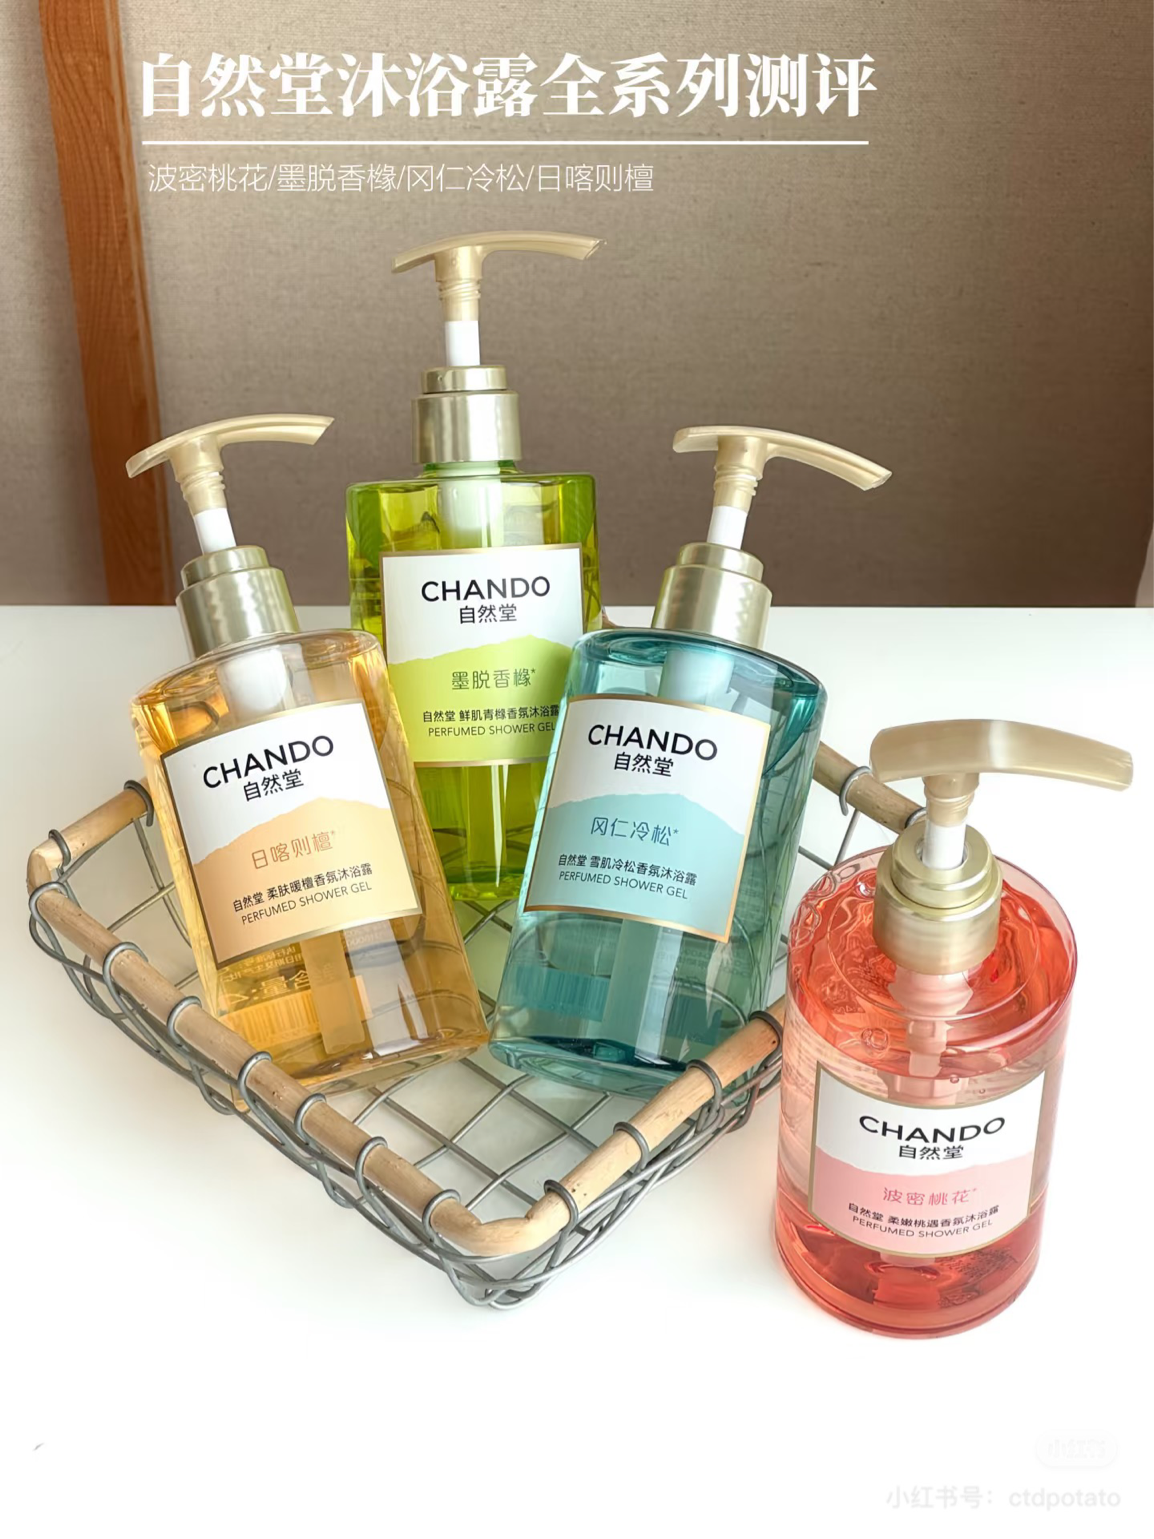 自然堂沐浴露全系列测评
波密桃花/墨脱香橼/冈仁冷松/日喀则檀
CHANDO
自然堂
墨脱香橼*
自然堂 鲜肌青橼香氛沐浴露
PERFUMED SHOWER GEL
CHANDO
自然堂
日喀则檀*
自然堂 柔肤暖檀香氛沐浴露
PERFUMED SHOWER GEL
CHANDO
自然堂
冈仁冷松*
自然堂 雪肌冷松香氛沐浴露
PERFUMED SHOWER GEL
CHANDO
自然堂
波密桃花*
自然堂 柔嫩桃遇香氛沐浴露
PERFUMED SHOWER GEL
小红书号：ctdpotato